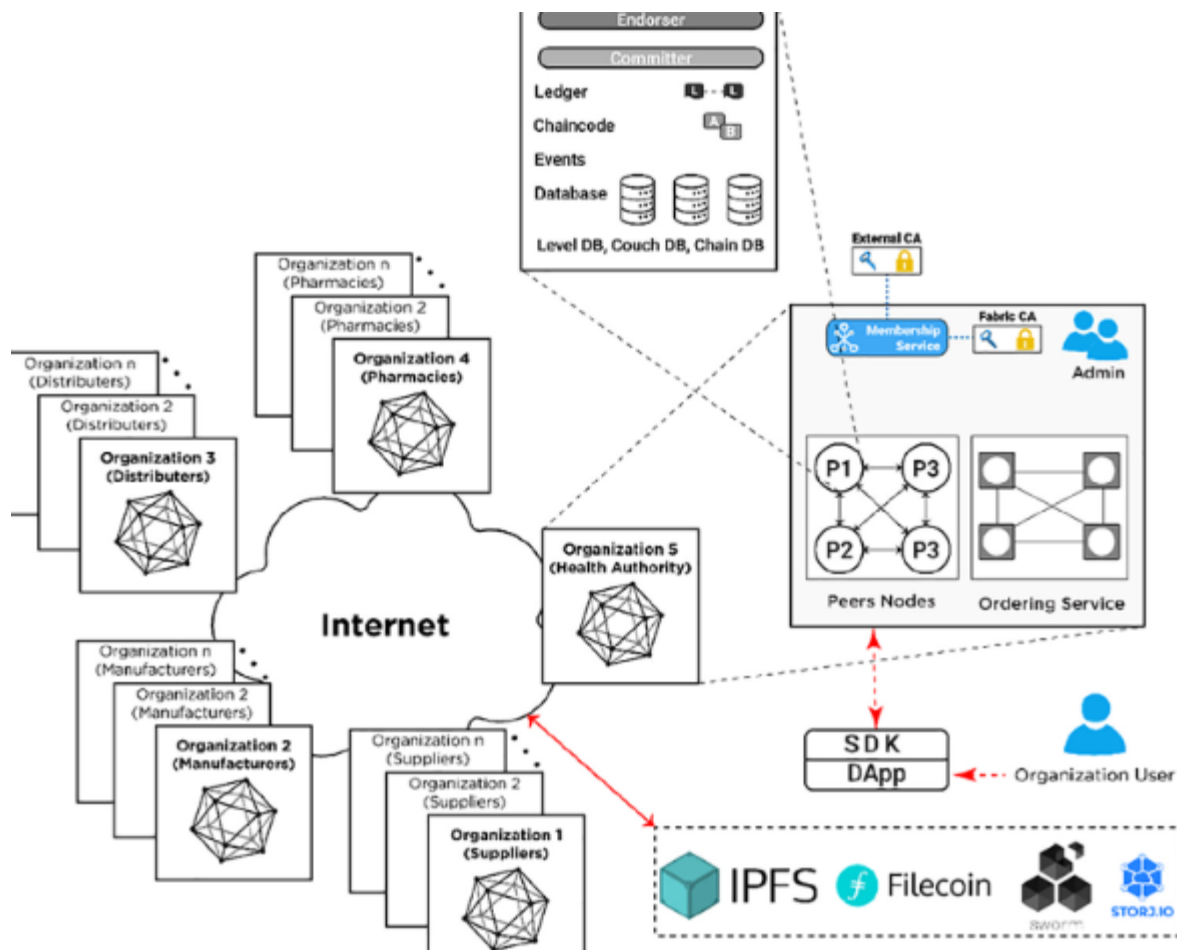 Endorser
Committer
Ledger
L
L
Chaincode
A
B
Events
Database
Level DB, Couch DB, Chain DB
External CA
Membership
Service
Fabric CA
Admin
P1
P3
P2
P3
Peers Nodes
Ordering Service
Organization n
(Pharmacies)
Organization 2
(Pharmacies)
Organization 4
(Pharmacies)
Organization n
(Distributers)
Organization 2
(Distributers)
Organization 3
(Distributers)
Organization 5
(Health Authority)
Internet
Organization n
(Manufacturers)
Organization 2
(Manufacturers)
Organization 2
(Manufacturers)
Organization n
(Suppliers)
Organization 2
(Suppliers)
Organization 1
(Suppliers)
SDK
DApp
Organization User
IPFS
Filecoin
sworm
STORJ.IO